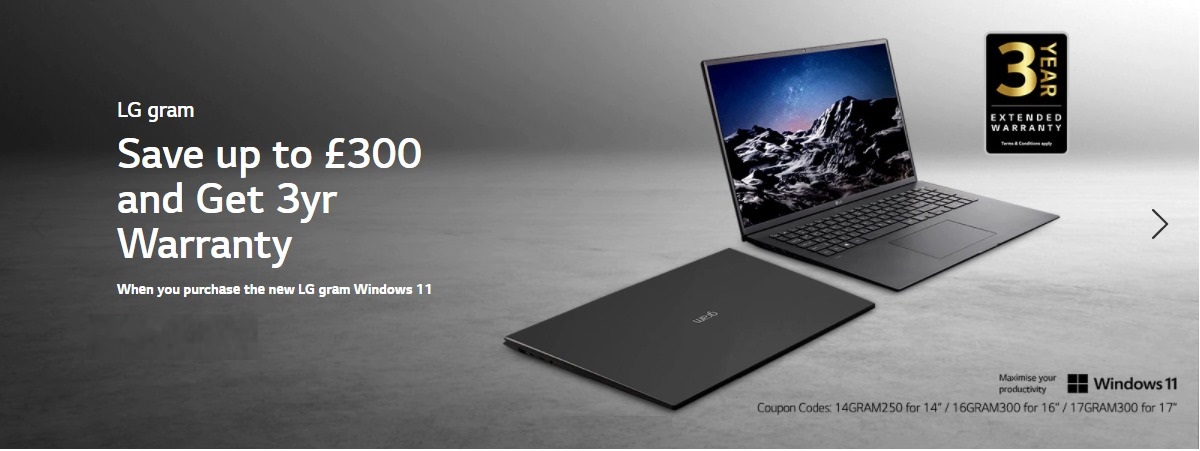 LG gram
Save up to £300
and Get 3yr
Warranty
When you purchase the new LG gram Windows 11
3 YEAR
EXTENDED
WARRANTY
Terms & Conditions apply
gram
Maximise your
productivity
Windows 11
Coupon Codes: 14GRAM250 for 14" / 16GRAM300 for 16" / 17GRAM300 for 17"